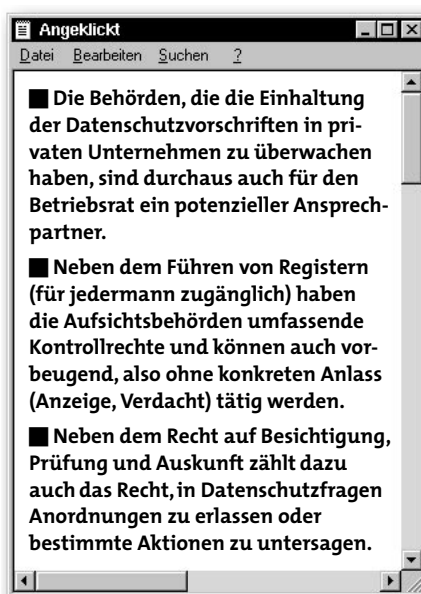 Angeklickt
Datei Bearbeiten Suchen ?
■ Die Behörden, die die Einhaltung
der Datenschutzvorschriften in pri-
vaten Unternehmen zu überwachen
haben, sind durchaus auch für den
Betriebsrat ein potenzieller Ansprech-
partner.
■ Neben dem Führen von Registern
(für jedermann zugänglich) haben
die Aufsichtsbehörden umfassende
Kontrollrechte und können auch vor-
beugend, also ohne konkreten Anlass
(Anzeige, Verdacht) tätig werden.
■ Neben dem Recht auf Besichtigung,
Prüfung und Auskunft zählt dazu
auch das Recht, in Datenschutzfragen
Anordnungen zu erlassen oder
bestimmte Aktionen zu untersagen.